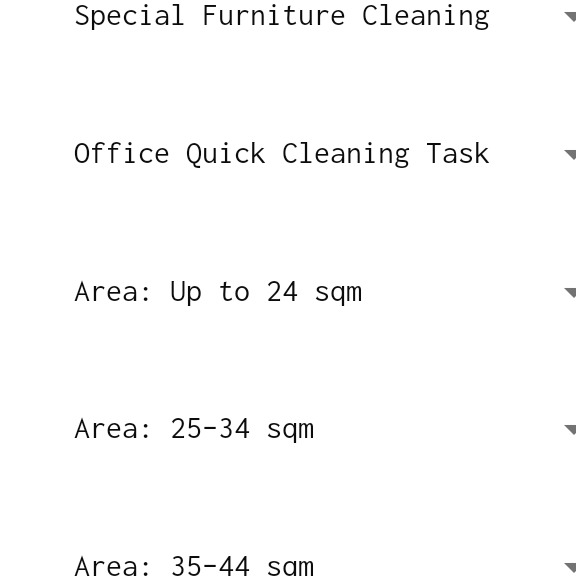 Special Furniture Cleaning
Office Quick Cleaning Task
Area: Up to 24 sqm
Area: 25-34 sqm
Area: 35-44 sqm